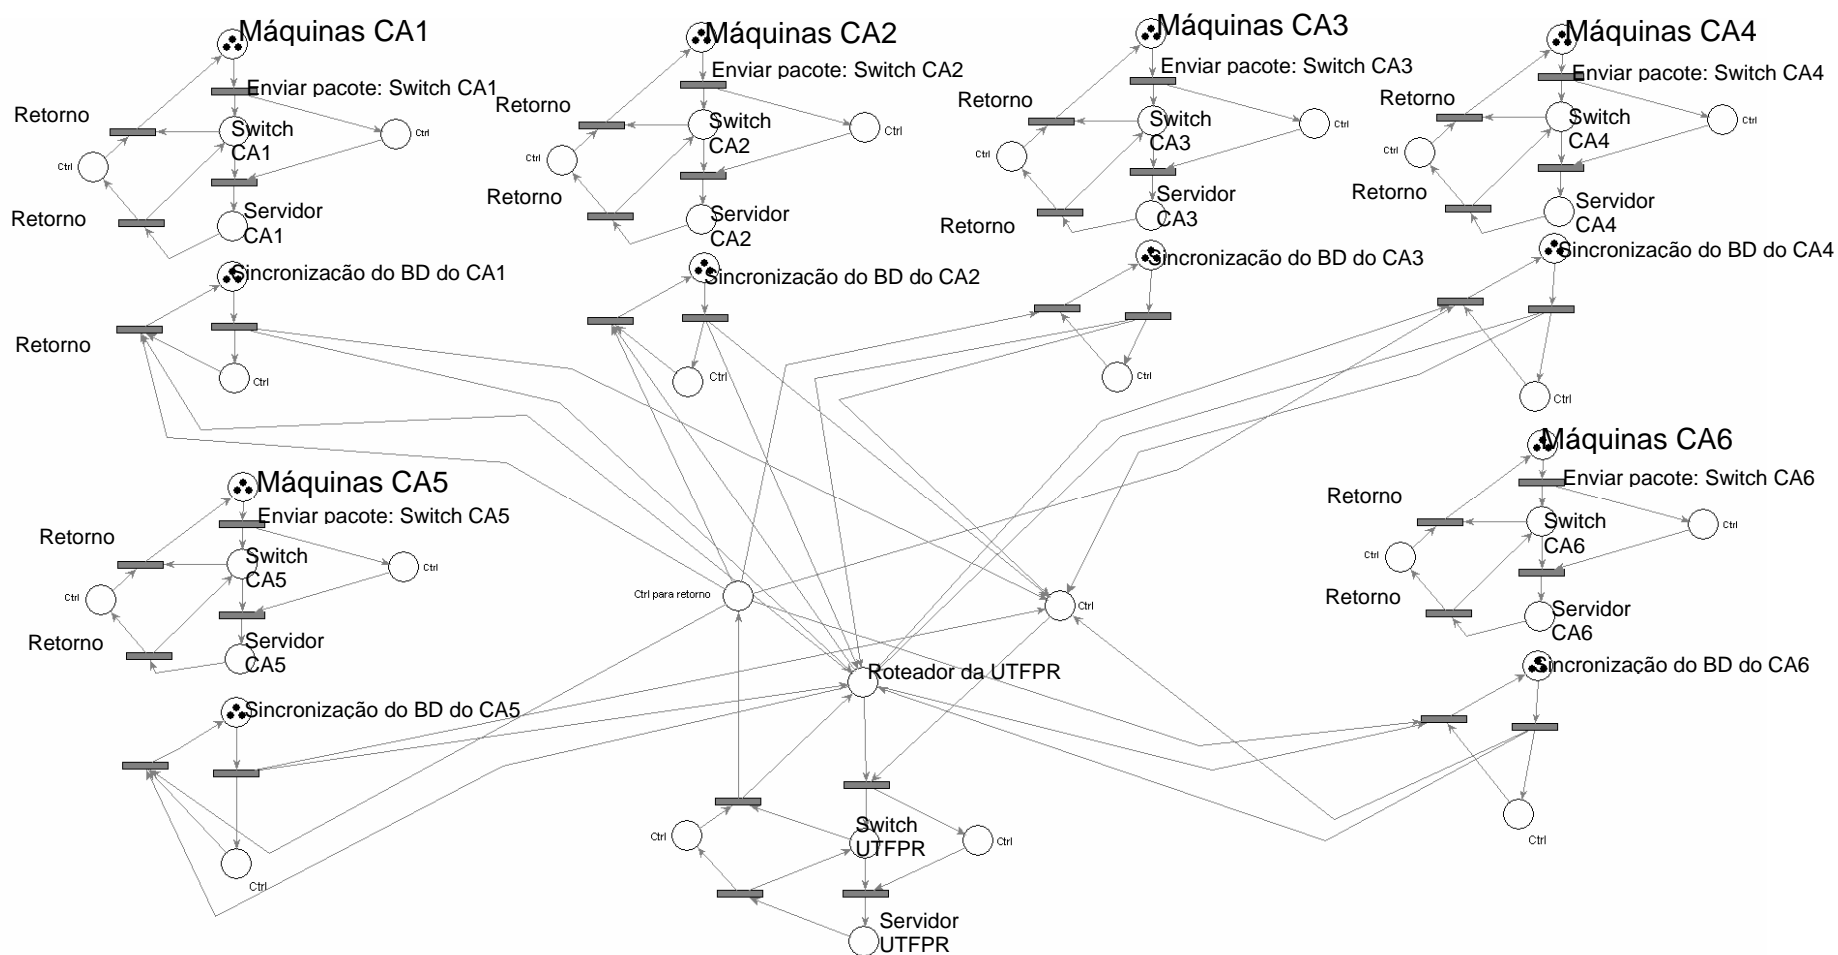 Máquinas CA1
Enviar pacote: Switch CA1
Retorno
Switch
CA1
Ctrl
Ctrl
Retorno
Servidor
CA1
Sincronização do BD do CA1
Retorno
Ctrl
Máquinas CA2
Enviar pacote: Switch CA2
Retorno
Switch
CA2
Ctrl
Ctrl
Retorno
Servidor
CA2
Sincronização do BD do CA2
Ctrl
Máquinas CA3
Enviar pacote: Switch CA3
Retorno
Switch
CA3
Ctrl
Ctrl
Retorno
Servidor
CA3
Sincronização do BD do CA3
Ctrl
Máquinas CA4
Enviar pacote: Switch CA4
Retorno
Switch
CA4
Ctrl
Ctrl
Retorno
Servidor
CA4
Sincronização do BD do CA4
Ctrl
Máquinas CA5
Enviar pacote: Switch CA5
Retorno
Switch
CA5
Ctrl
Ctrl
Retorno
Servidor
CA5
Sincronização do BD do CA5
Ctrl
Ctrl para retorno
Ctrl
Roteador da UTFPR
Switch
UTFPR
Ctrl
Ctrl
Servidor
UTFPR
Máquinas CA6
Enviar pacote: Switch CA6
Retorno
Switch
CA6
Ctrl
Ctrl
Retorno
Servidor
CA6
Sincronização do BD do CA6
Ctrl